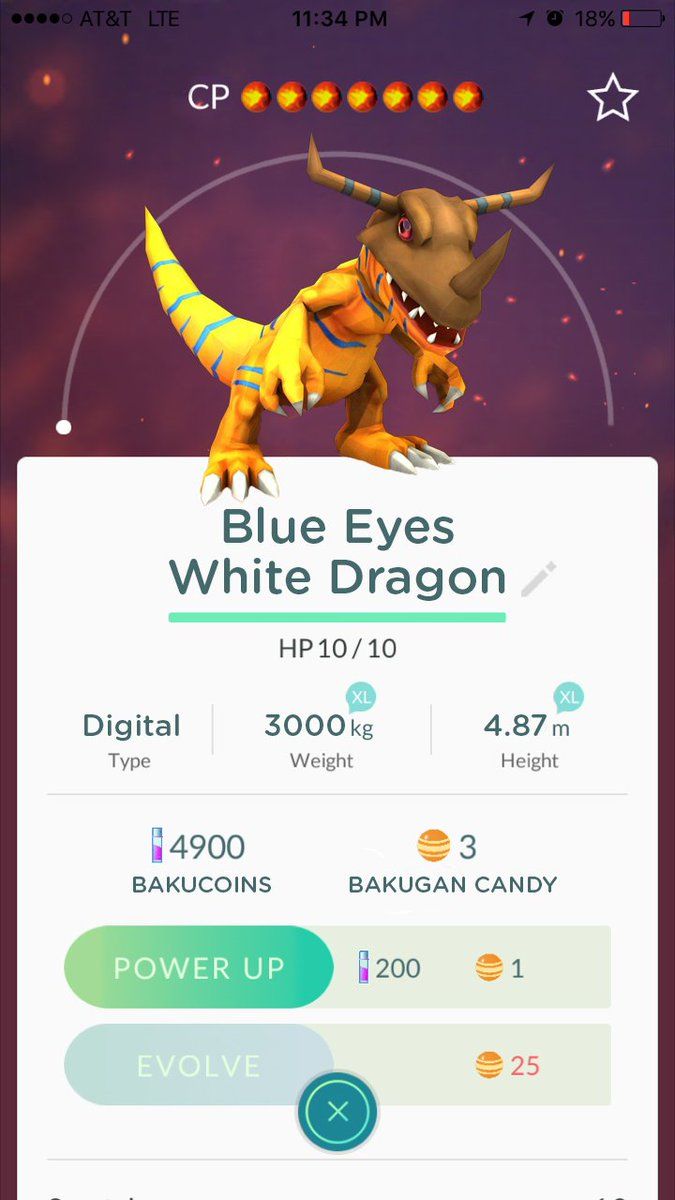 AT&T LTE 11:34 PM 18%
CP
Blue Eyes
White Dragon
HP 10 / 10
XL XL
Digital 3000 kg 4.87 m
Type Weight Height
4900 3
BAKUCOINS BAKUGAN CANDY
POWER UP 200 1
EVOLVE 25